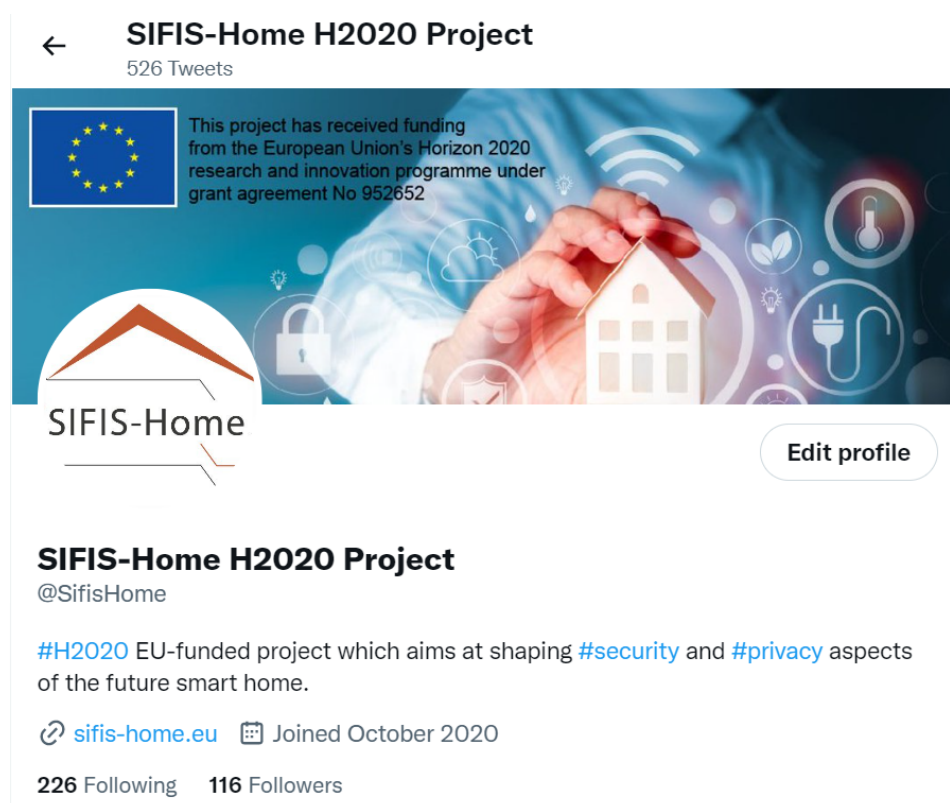 SIFIS-Home H2020 Project
526 Tweets
This project has received funding
from the European Union's Horizon 2020
research and innovation programme under
grant agreement No 952652
SIFIS-Home
Edit profile
SIFIS-Home H2020 Project
@SifisHome
#H2020 EU-funded project which aims at shaping #security and #privacy aspects
of the future smart home.
sifis-home.eu Joined October 2020
226 Following 116 Followers